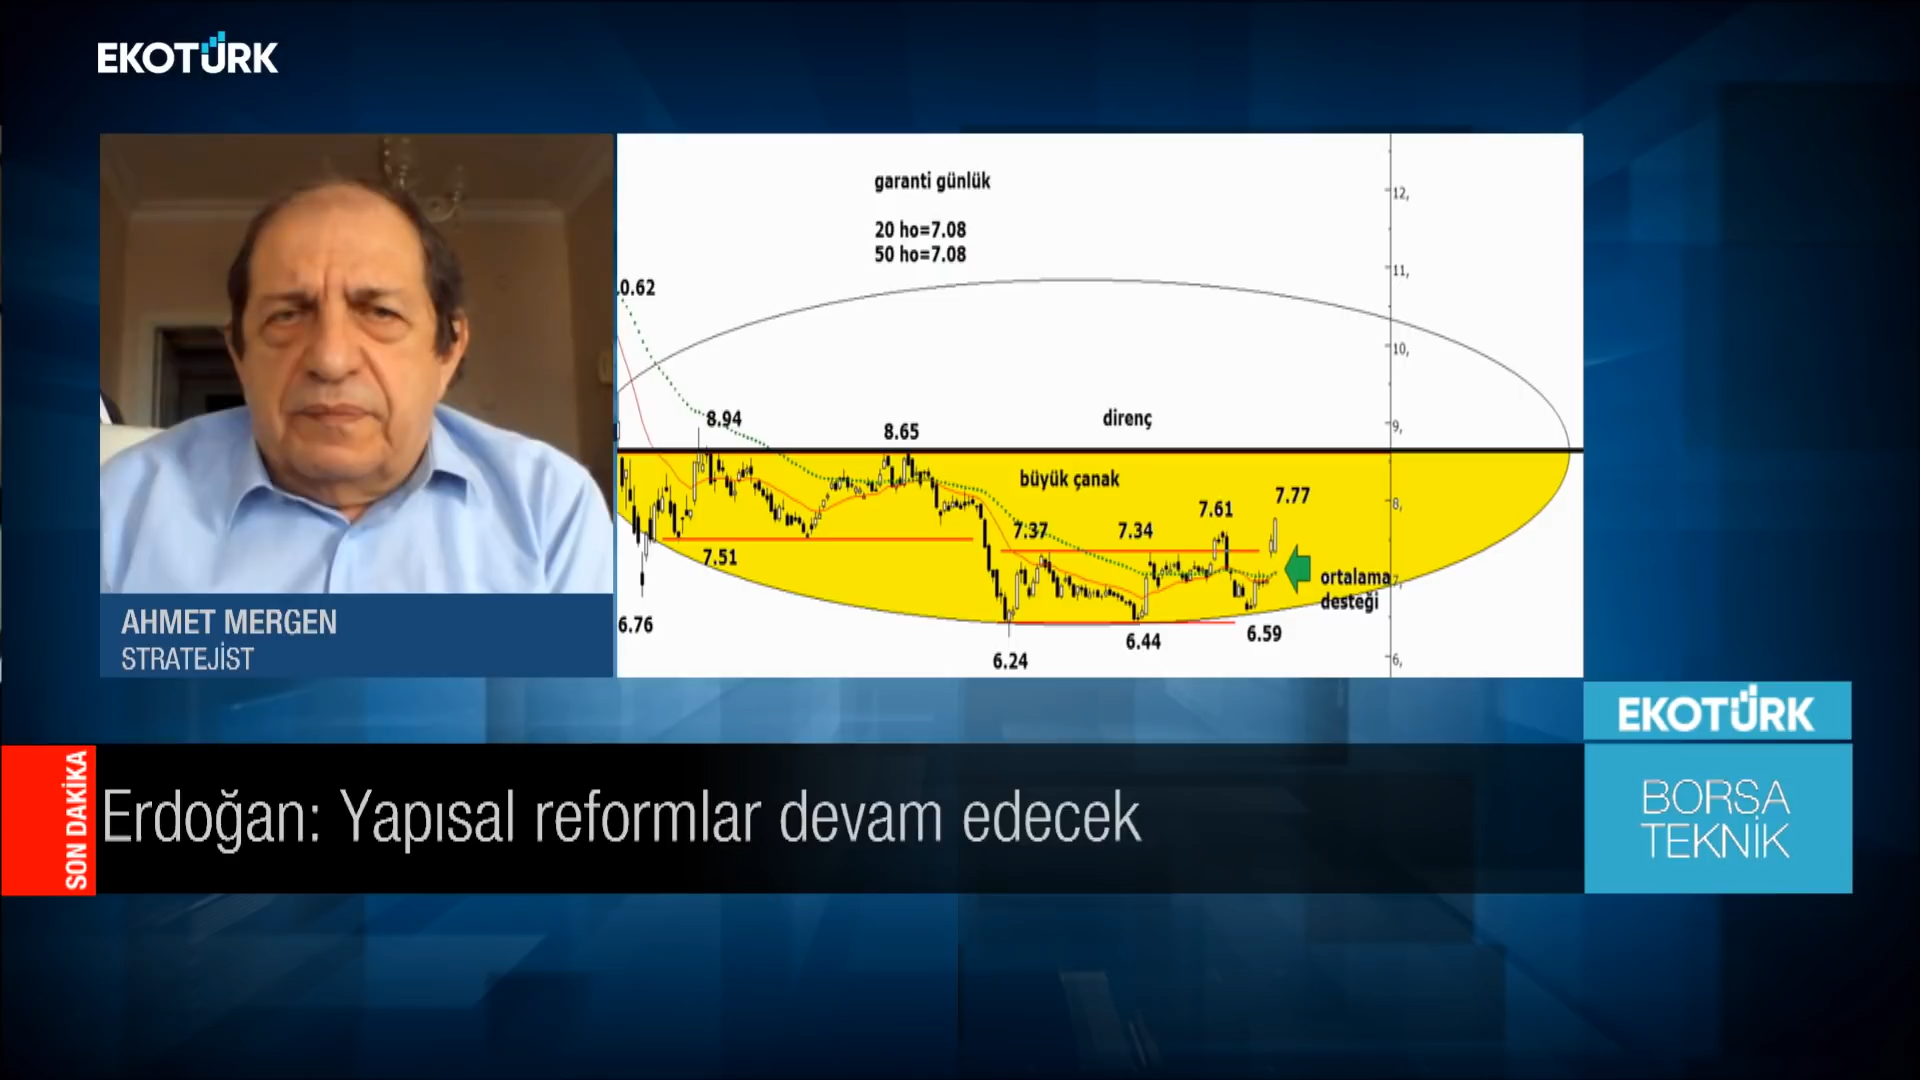 EKOTÜRK
garanti günlük
20 ho=7.08
50 ho=7.08
12,
11,
10,
9,
8,
7,
6,
0.62
8.94
8.65
direnç
büyük çanak
7.51
7.37
7.34
7.61
7.77
ortalama
desteği
6.76
6.24
6.44
6.59
AHMET MERGEN
STRATEJİST
EKOTÜRK
SON DAKİKA
Erdoğan: Yapısal reformlar devam edecek
BORSA
TEKNİK